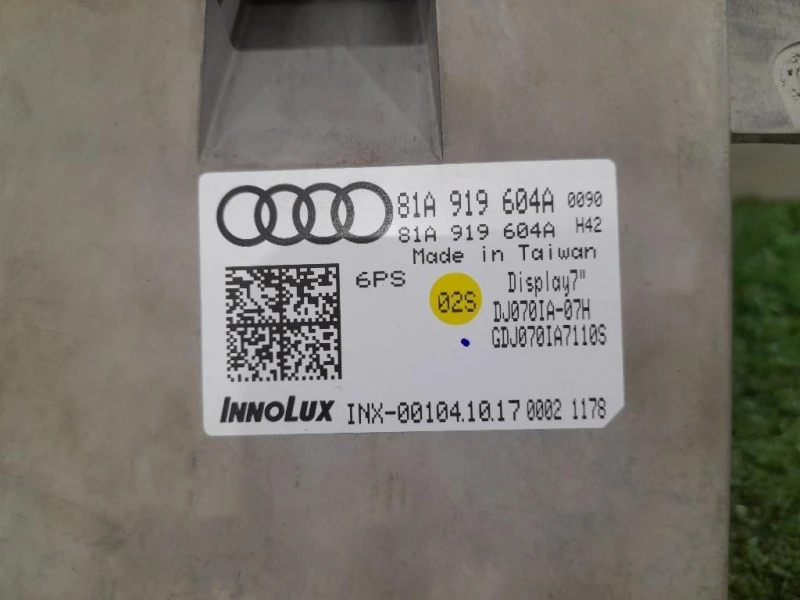 81A 919 604A 0090
81A 919 604A H42
Made in Taiwan
6PS 02S Display7"
DJ070IA-07H
GDJ070IA7110S
INNOLUX INX-00104.10.17 0002 1178